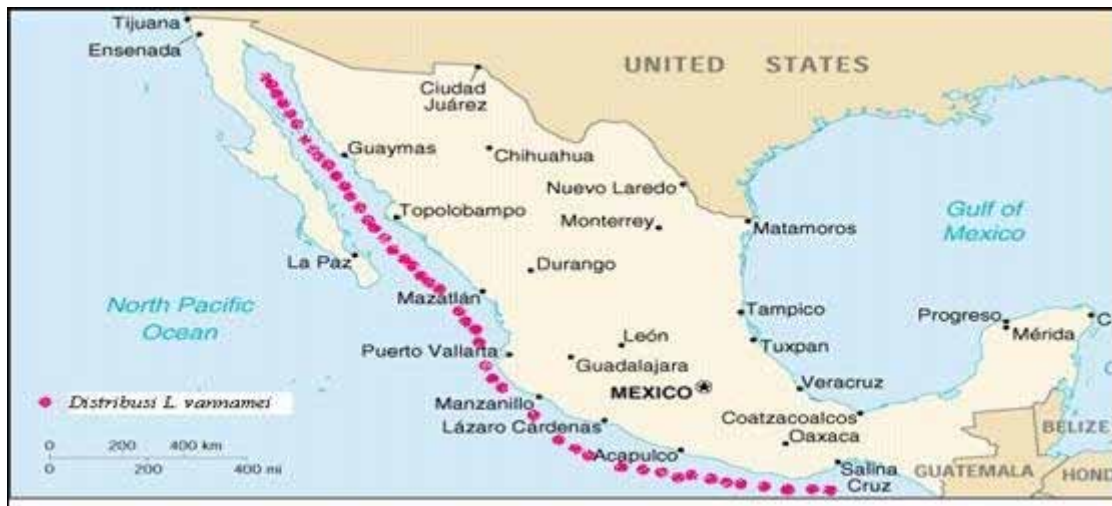 Tijuana
Ensenada
UNITED STATES
Ciudad
Juárez
Guaymas
Chihuahua
Nuevo Laredo
Topolobampo
Monterrey
Matamoros
Gulf of
Mexico
La Paz
Durango
Mazatlán
North Pacific
Ocean
Tampico
Progreso
C
Mérida
León
Tuxpan
Puerto Vallarta
Guadalajara
MEXICO
Veracruz
Distribusi L vannamei
Manzanillo
Coatzacoalcos
Lázaro Cárdenas
BELIZE
Oaxaca
0 200 400 km
0 200 400 mi
Acapulco
Salina
Cruz
GUATEMALA
HOND